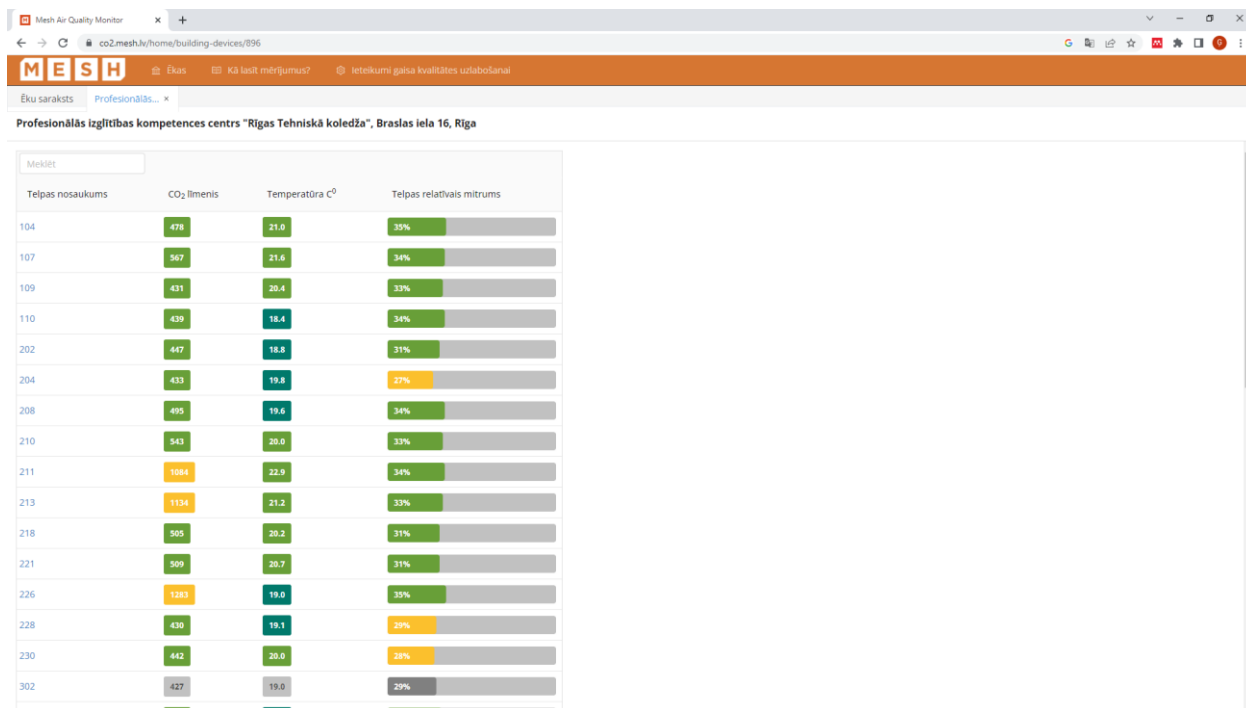 Mesh Air Quality Monitor
co2.mesh.lv/home/building-devices/896
MESH Ēkas Kā lasīt mērījumus? Ieteikumi gaisa kvalitātes uzlabošanai
Ēku saraksts Profesionālās...
Profesionālās izglītības kompetences centrs "Rīgas Tehniskā koledža", Braslas iela 16, Rīga
Meklēt
Telpas nosaukums CO₂ līmenis Temperatūra C⁰ Telpas relatīvais mitrums
104 478 21.0 35%
107 567 21.6 34%
109 431 20.4 33%
110 439 18.4 34%
202 447 18.8 31%
204 433 19.8 27%
208 495 19.6 34%
210 543 20.0 33%
211 1084 22.9 34%
213 1134 21.2 33%
218 505 20.2 31%
221 509 20.7 31%
226 1283 19.0 35%
228 430 19.1 29%
230 442 20.0 28%
302 427 19.0 29%